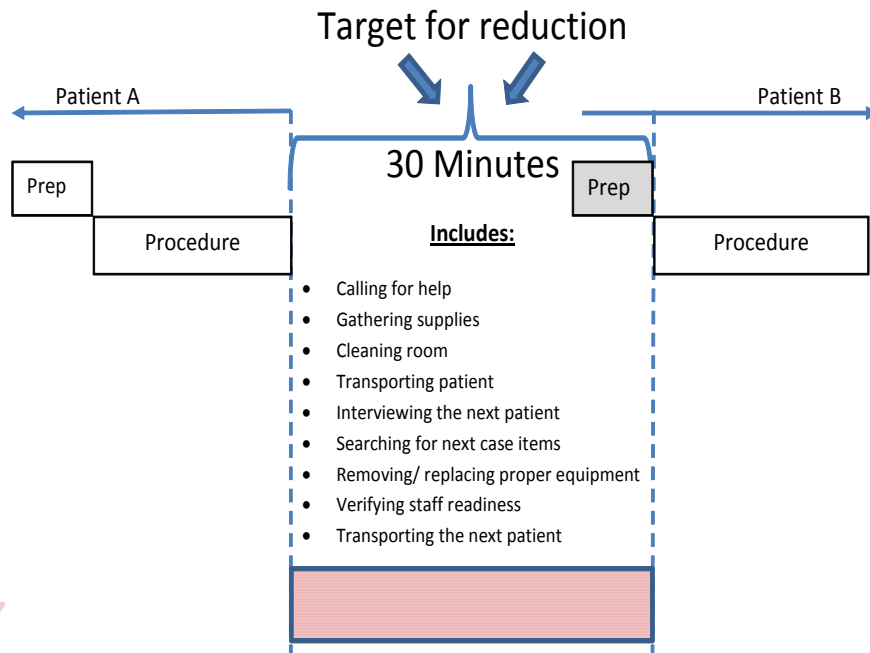 Target for reduction
Patient A
Patient B
30 Minutes
Prep
Prep
Procedure
Includes:
Procedure
• Calling for help
• Gathering supplies
• Cleaning room
• Transporting patient
• Interviewing the next patient
• Searching for next case items
• Removing/ replacing proper equipment
• Verifying staff readiness
• Transporting the next patient